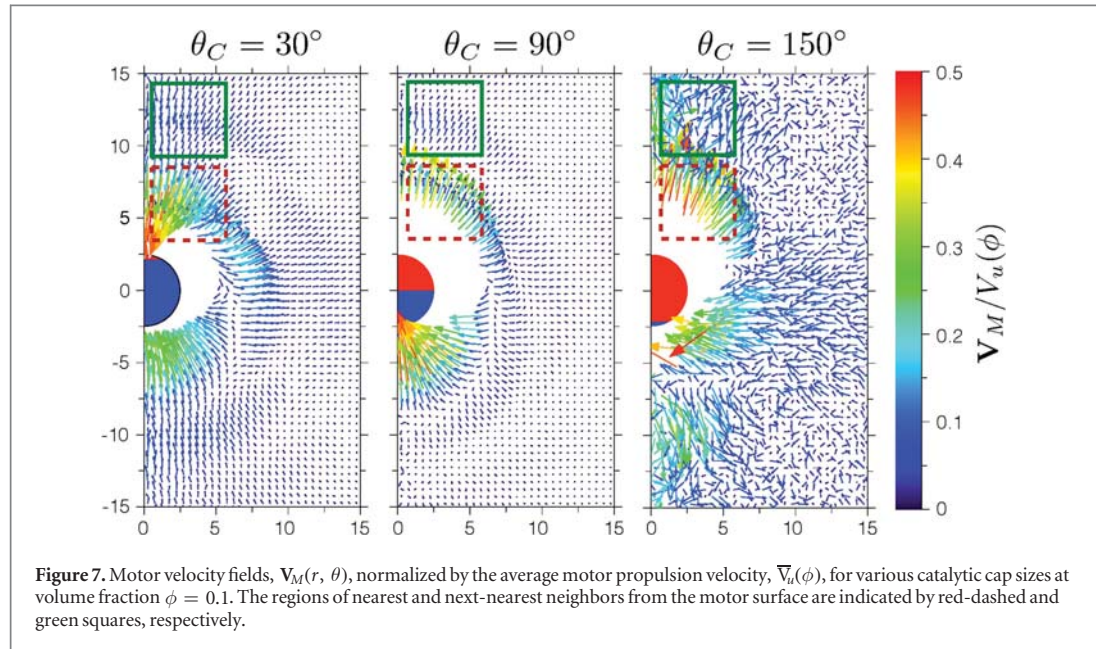 θ_C = 30° θ_C = 90° θ_C = 150°
15
10
5
0
-5
-10
-15
0 5 10 15
0 5 10 15
0 5 10 15
0.5
0.4
0.3
0.2
0.1
0
V_M/V_u(ϕ)
Figure 7. Motor velocity fields, V_M(r, θ), normalized by the average motor propulsion velocity, V̅_u(ϕ), for various catalytic cap sizes at
volume fraction ϕ = 0.1. The regions of nearest and next-nearest neighbors from the motor surface are indicated by red-dashed and
green squares, respectively.